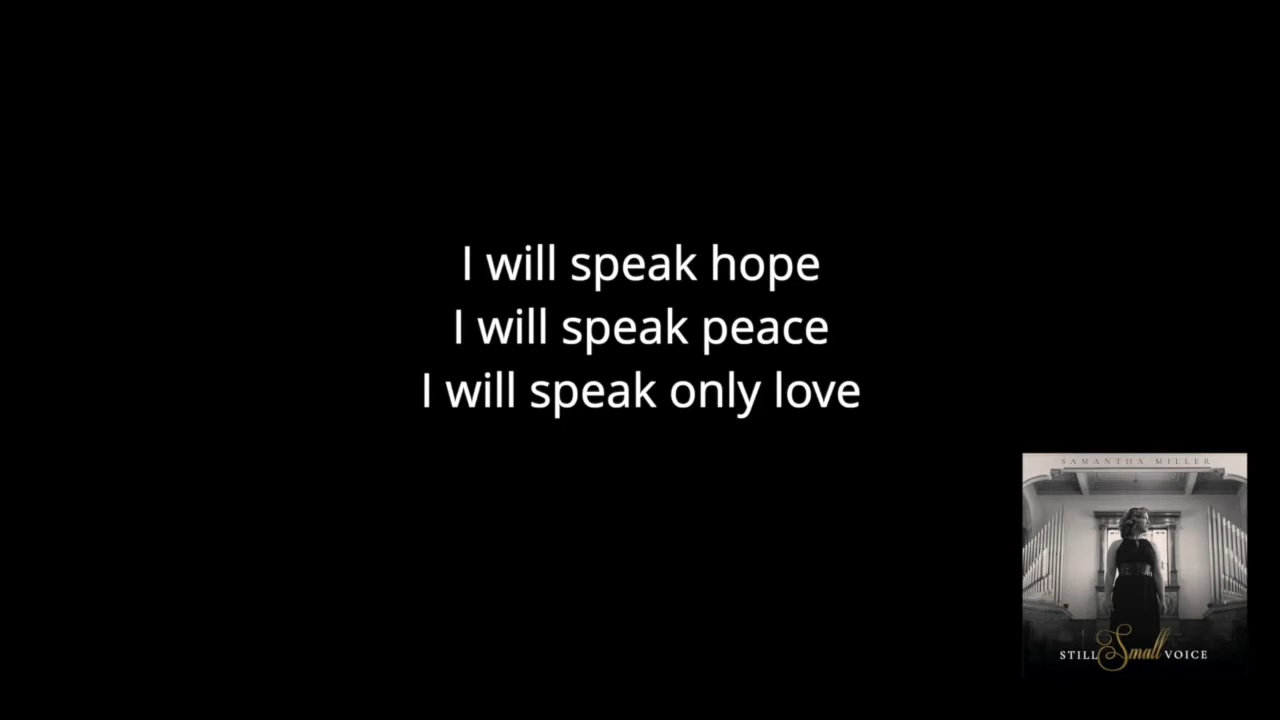 I will speak hope
I will speak peace
I will speak only love
SAMANTHA MILLER
STILL Small VOICE